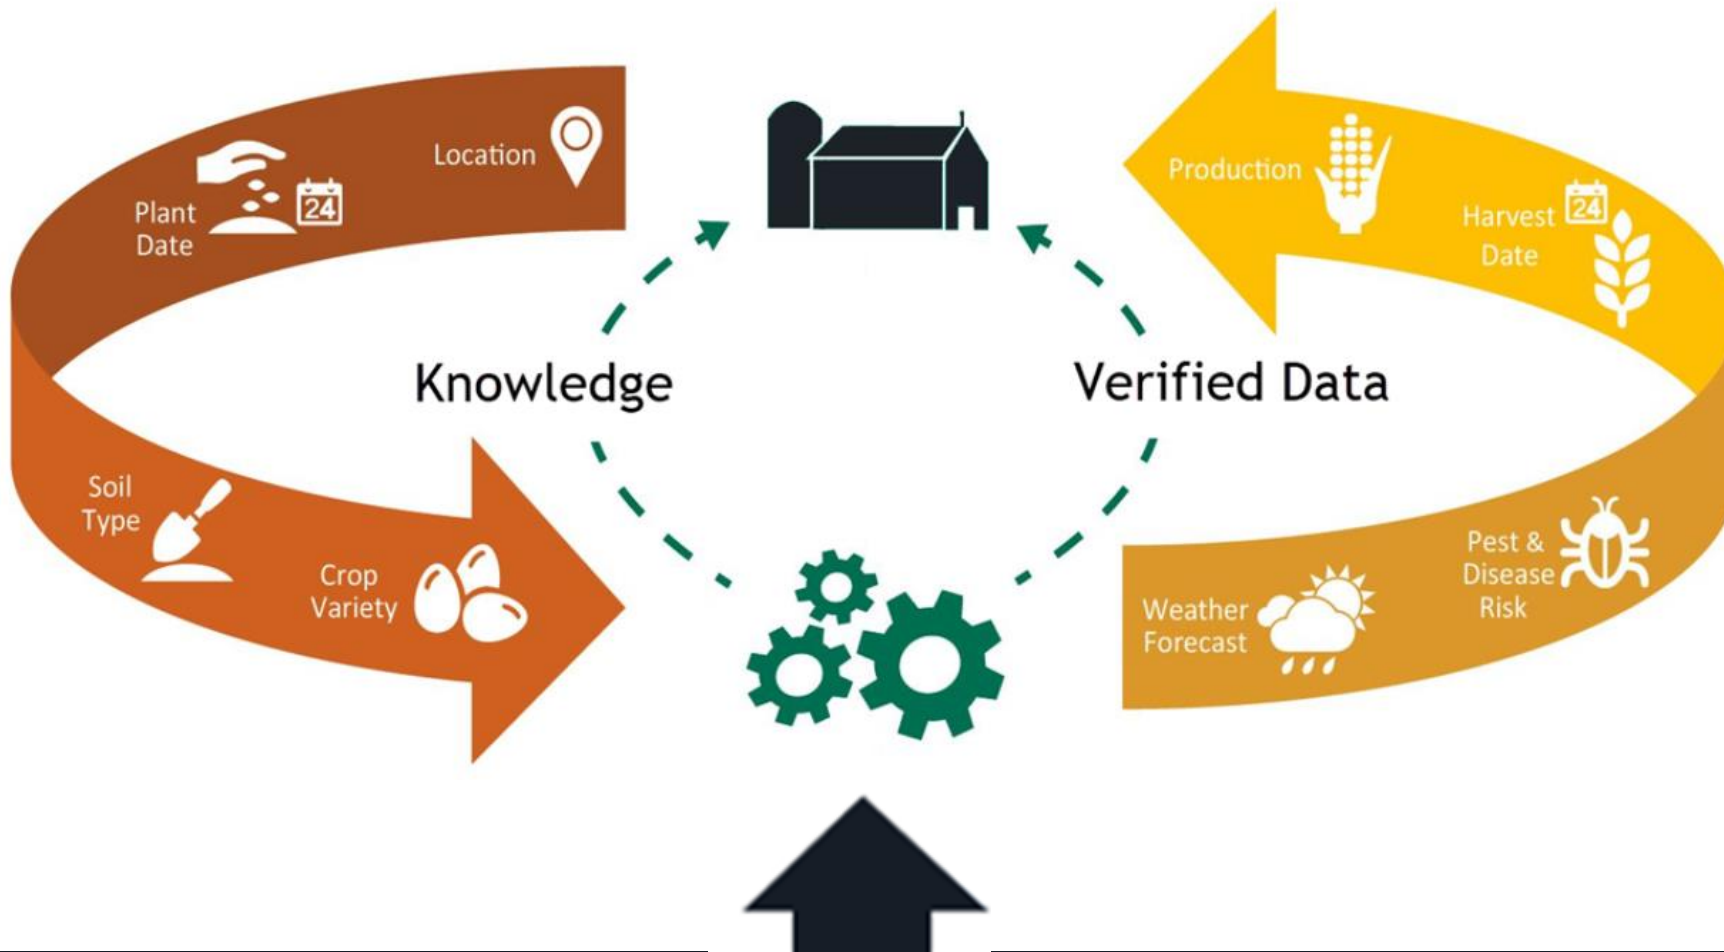 Location
Plant
Date
24
Soil
Type
Crop
Variety
Knowledge
Verified Data
Production
Harvest
Date
24
Weather
Forecast
Pest &
Disease
Risk